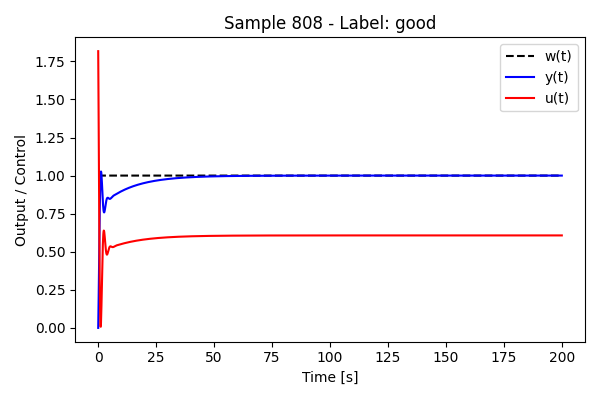 Sample 808 - Label: good
w(t)
y(t)
u(t)
Output / Control
1.75
1.50
1.25
1.00
0.75
0.50
0.25
0.00
0 25 50 75 100 125 150 175 200
Time [s]